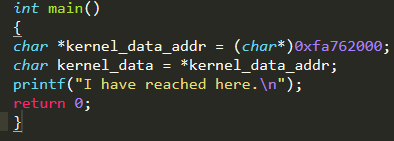 int main()
{
char *kernel_data_addr = (char*)0xfa762000;
char kernel_data = *kernel_data_addr;
printf("I have reached here.\n");
return 0;
}